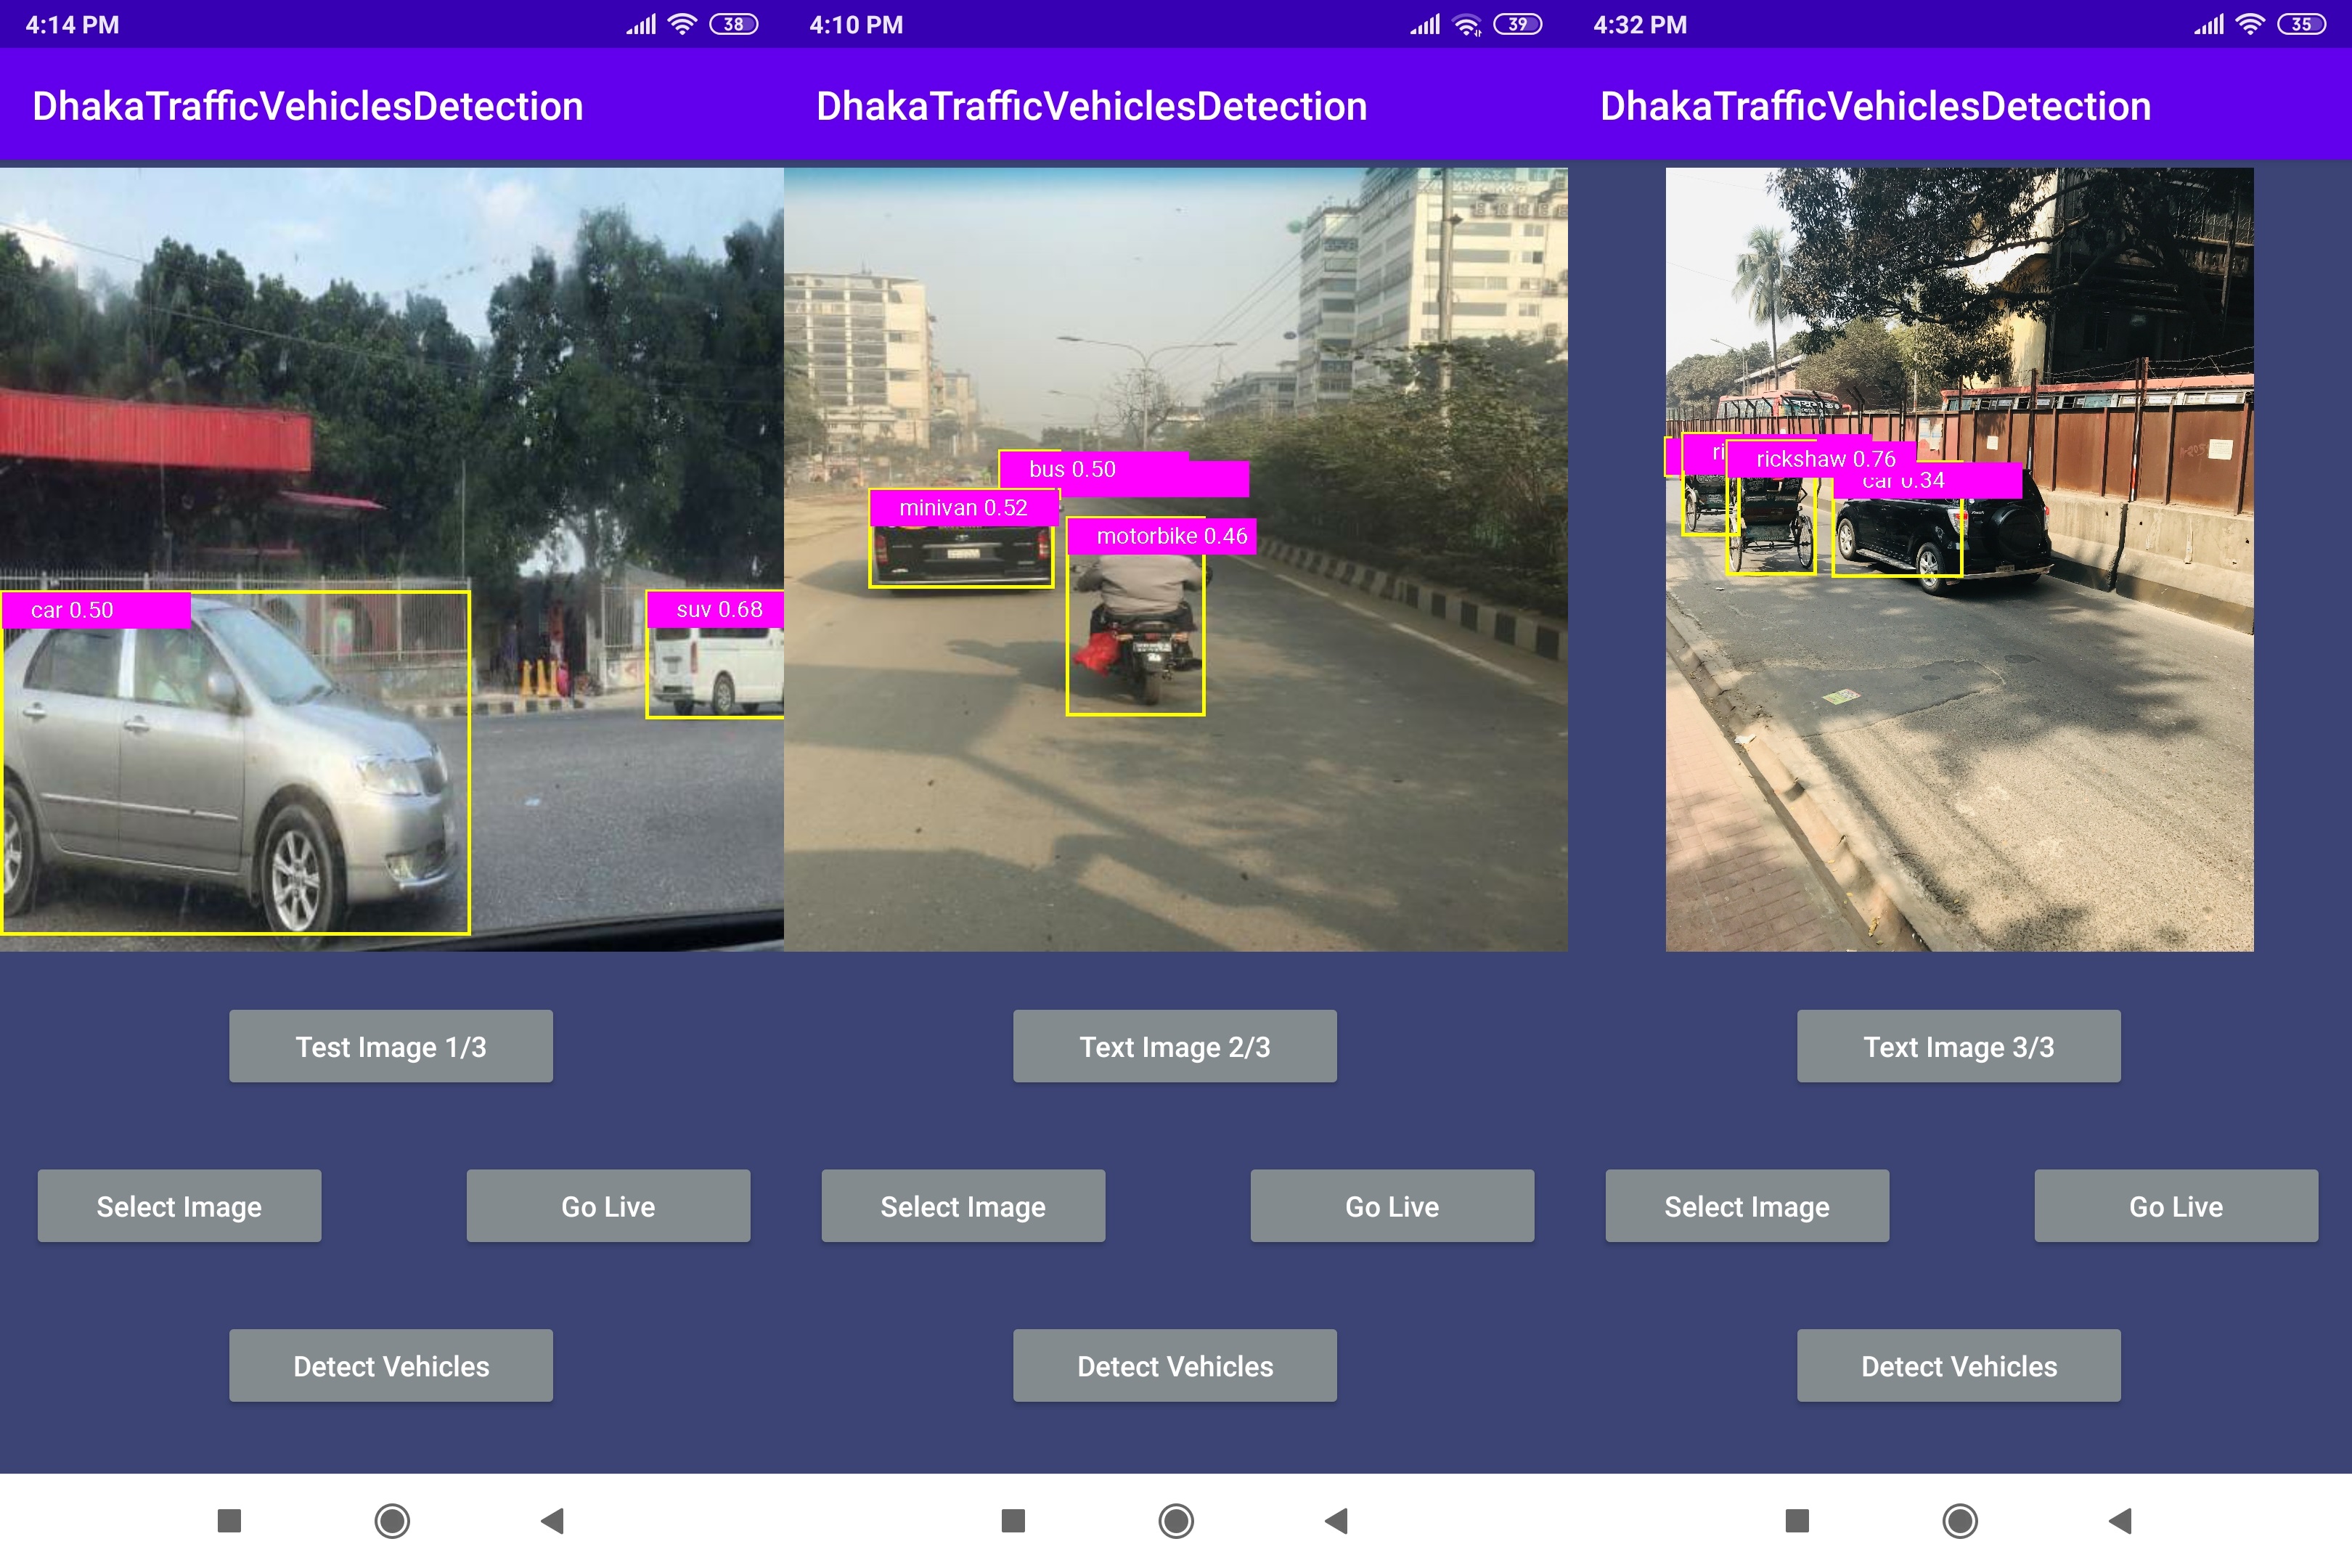 4:14 PM
38
DhakaTrafficVehiclesDetection
car 0.50
suv 0.68
Test Image 1/3
Select Image
Go Live
Detect Vehicles
4:10 PM
39
DhakaTrafficVehiclesDetection
bus 0.50
minivan 0.52
motorbike 0.46
Text Image 2/3
Select Image
Go Live
Detect Vehicles
4:32 PM
35
DhakaTrafficVehiclesDetection
ri
rickshaw 0.76
car 0.34
Text Image 3/3
Select Image
Go Live
Detect Vehicles